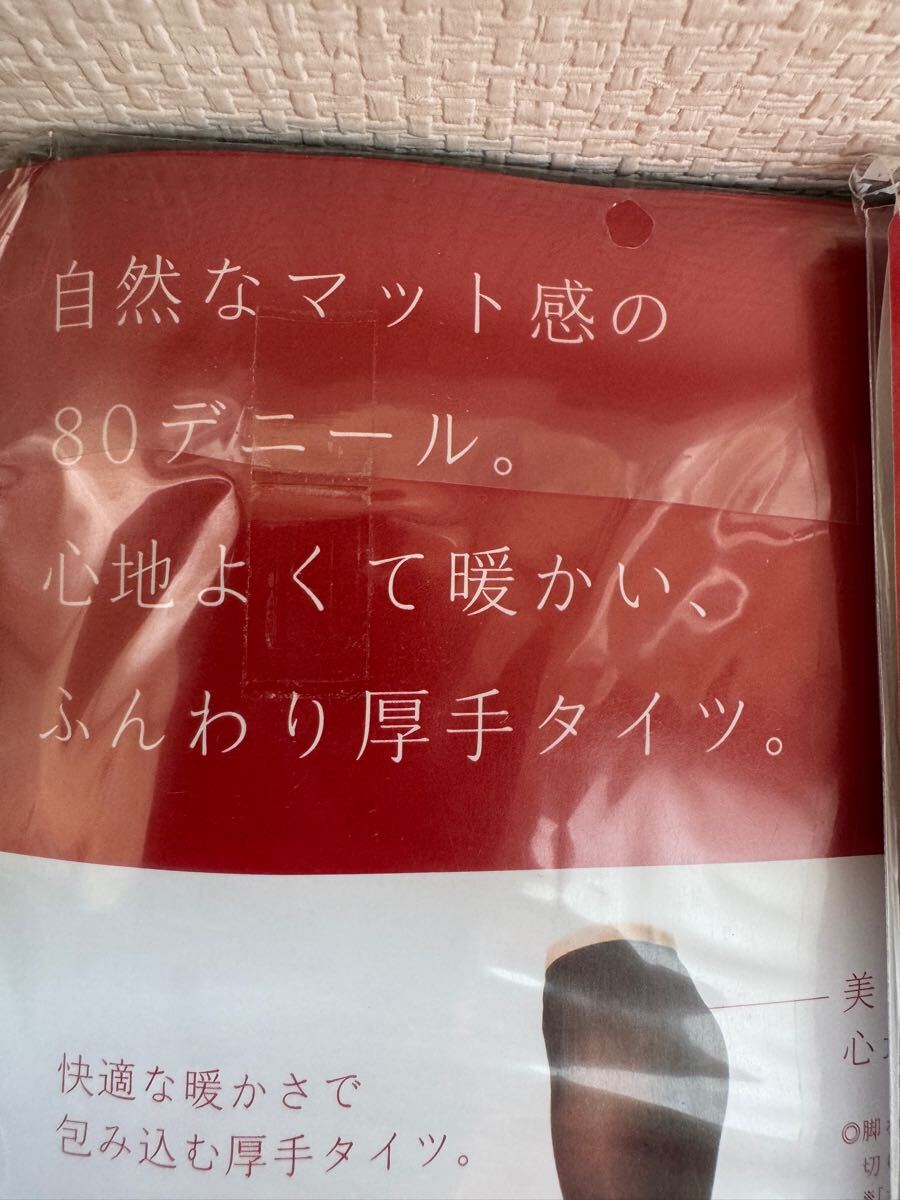 自然なマット感の
80デニール。
心地よくて暖かい、
ふんわり厚手タイツ。
快適な暖かさで
包み込む厚手タイツ。
美
心
◎脚
切